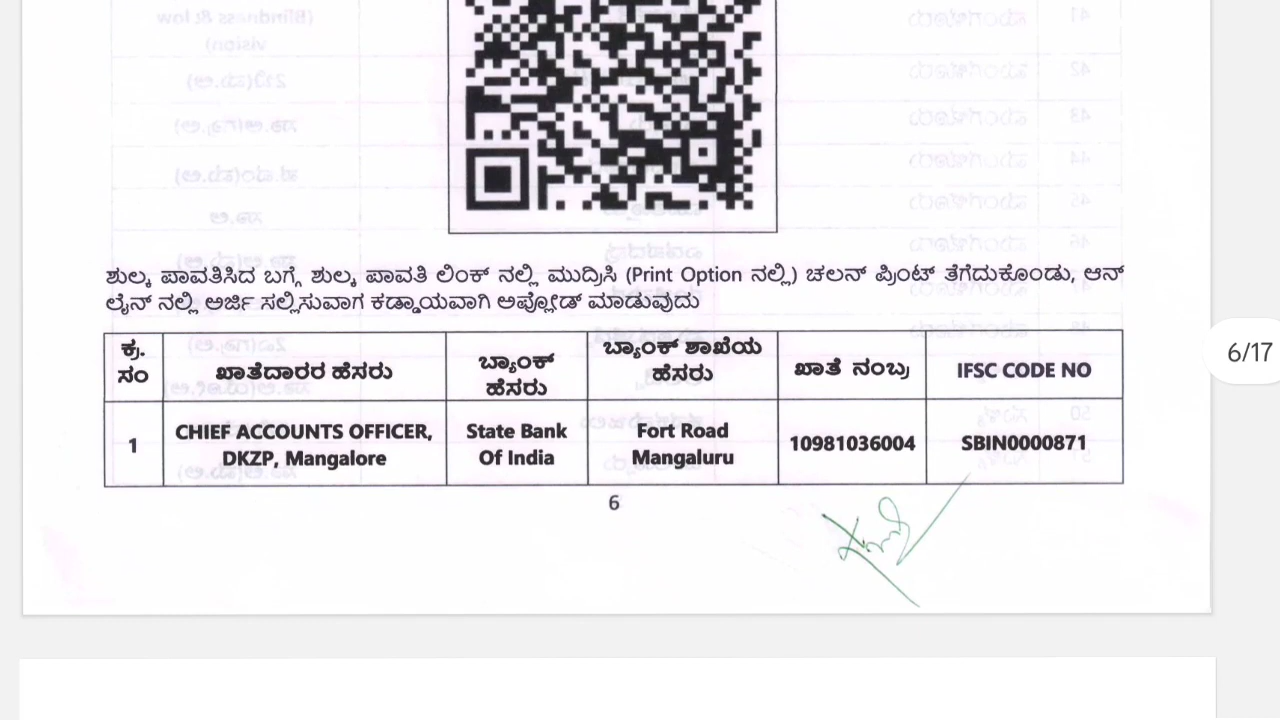 ಶುಲ್ಕ ಪಾವತಿಸಿದ ಬಗ್ಗೆ ಶುಲ್ಕ ಪಾವತಿ ಲಿಂಕ್ ನಲ್ಲಿ ಮುದ್ರಿಸಿ (Print Option ನಲ್ಲಿ) ಚಲನ್ ಪ್ರಿಂಟ್ ತೆಗೆದುಕೊಂಡು, ಆನ್
ಲೈನ್ ನಲ್ಲಿ ಅರ್ಜಿ ಸಲ್ಲಿಸುವಾಗ ಕಡ್ಡಾಯವಾಗಿ ಅಪ್ಲೋಡ್ ಮಾಡುವುದು
ಕ್ರ. ಸಂ
ಖಾತೆದಾರರ ಹೆಸರು
ಬ್ಯಾಂಕ್ ಹೆಸರು
ಬ್ಯಾಂಕ್ ಶಾಖೆಯ ಹೆಸರು
ಖಾತೆ ನಂಬ್ರ
IFSC CODE NO
1
CHIEF ACCOUNTS OFFICER,
DKZP, Mangalore
State Bank
Of India
Fort Road
Mangaluru
10981036004
SBIN0000871
6
6/17